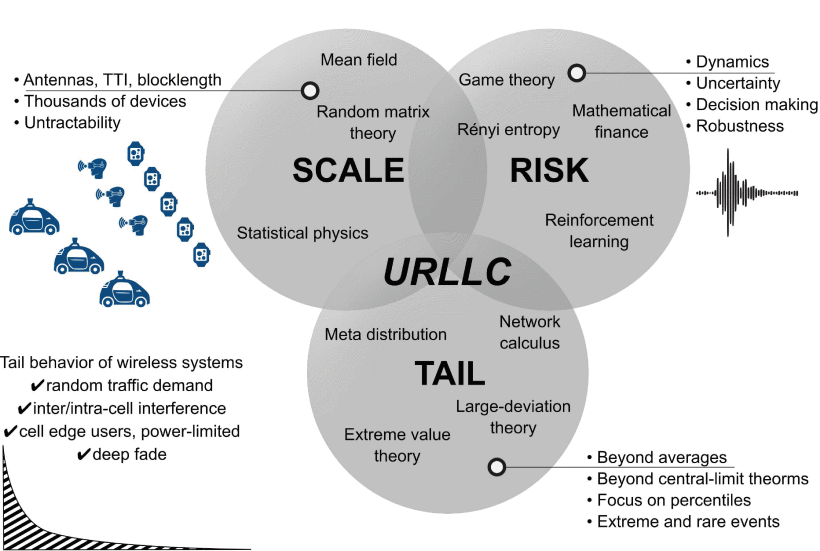 • Antennas, TTI, blocklength
• Thousands of devices
• Untractability
Mean field
Random matrix
theory
SCALE
Statistical physics
Game theory
Mathematical
finance
Rényi entropy
RISK
Reinforcement
learning
• Dynamics
• Uncertainty
• Decision making
• Robustness
URLLC
Meta distribution
Network
calculus
TAIL
Large-deviation
theory
Extreme value
theory
Tail behavior of wireless systems
✔random traffic demand
✔inter/intra-cell interference
✔cell edge users, power-limited
✔deep fade
• Beyond averages
• Beyond central-limit theorms
• Focus on percentiles
• Extreme and rare events